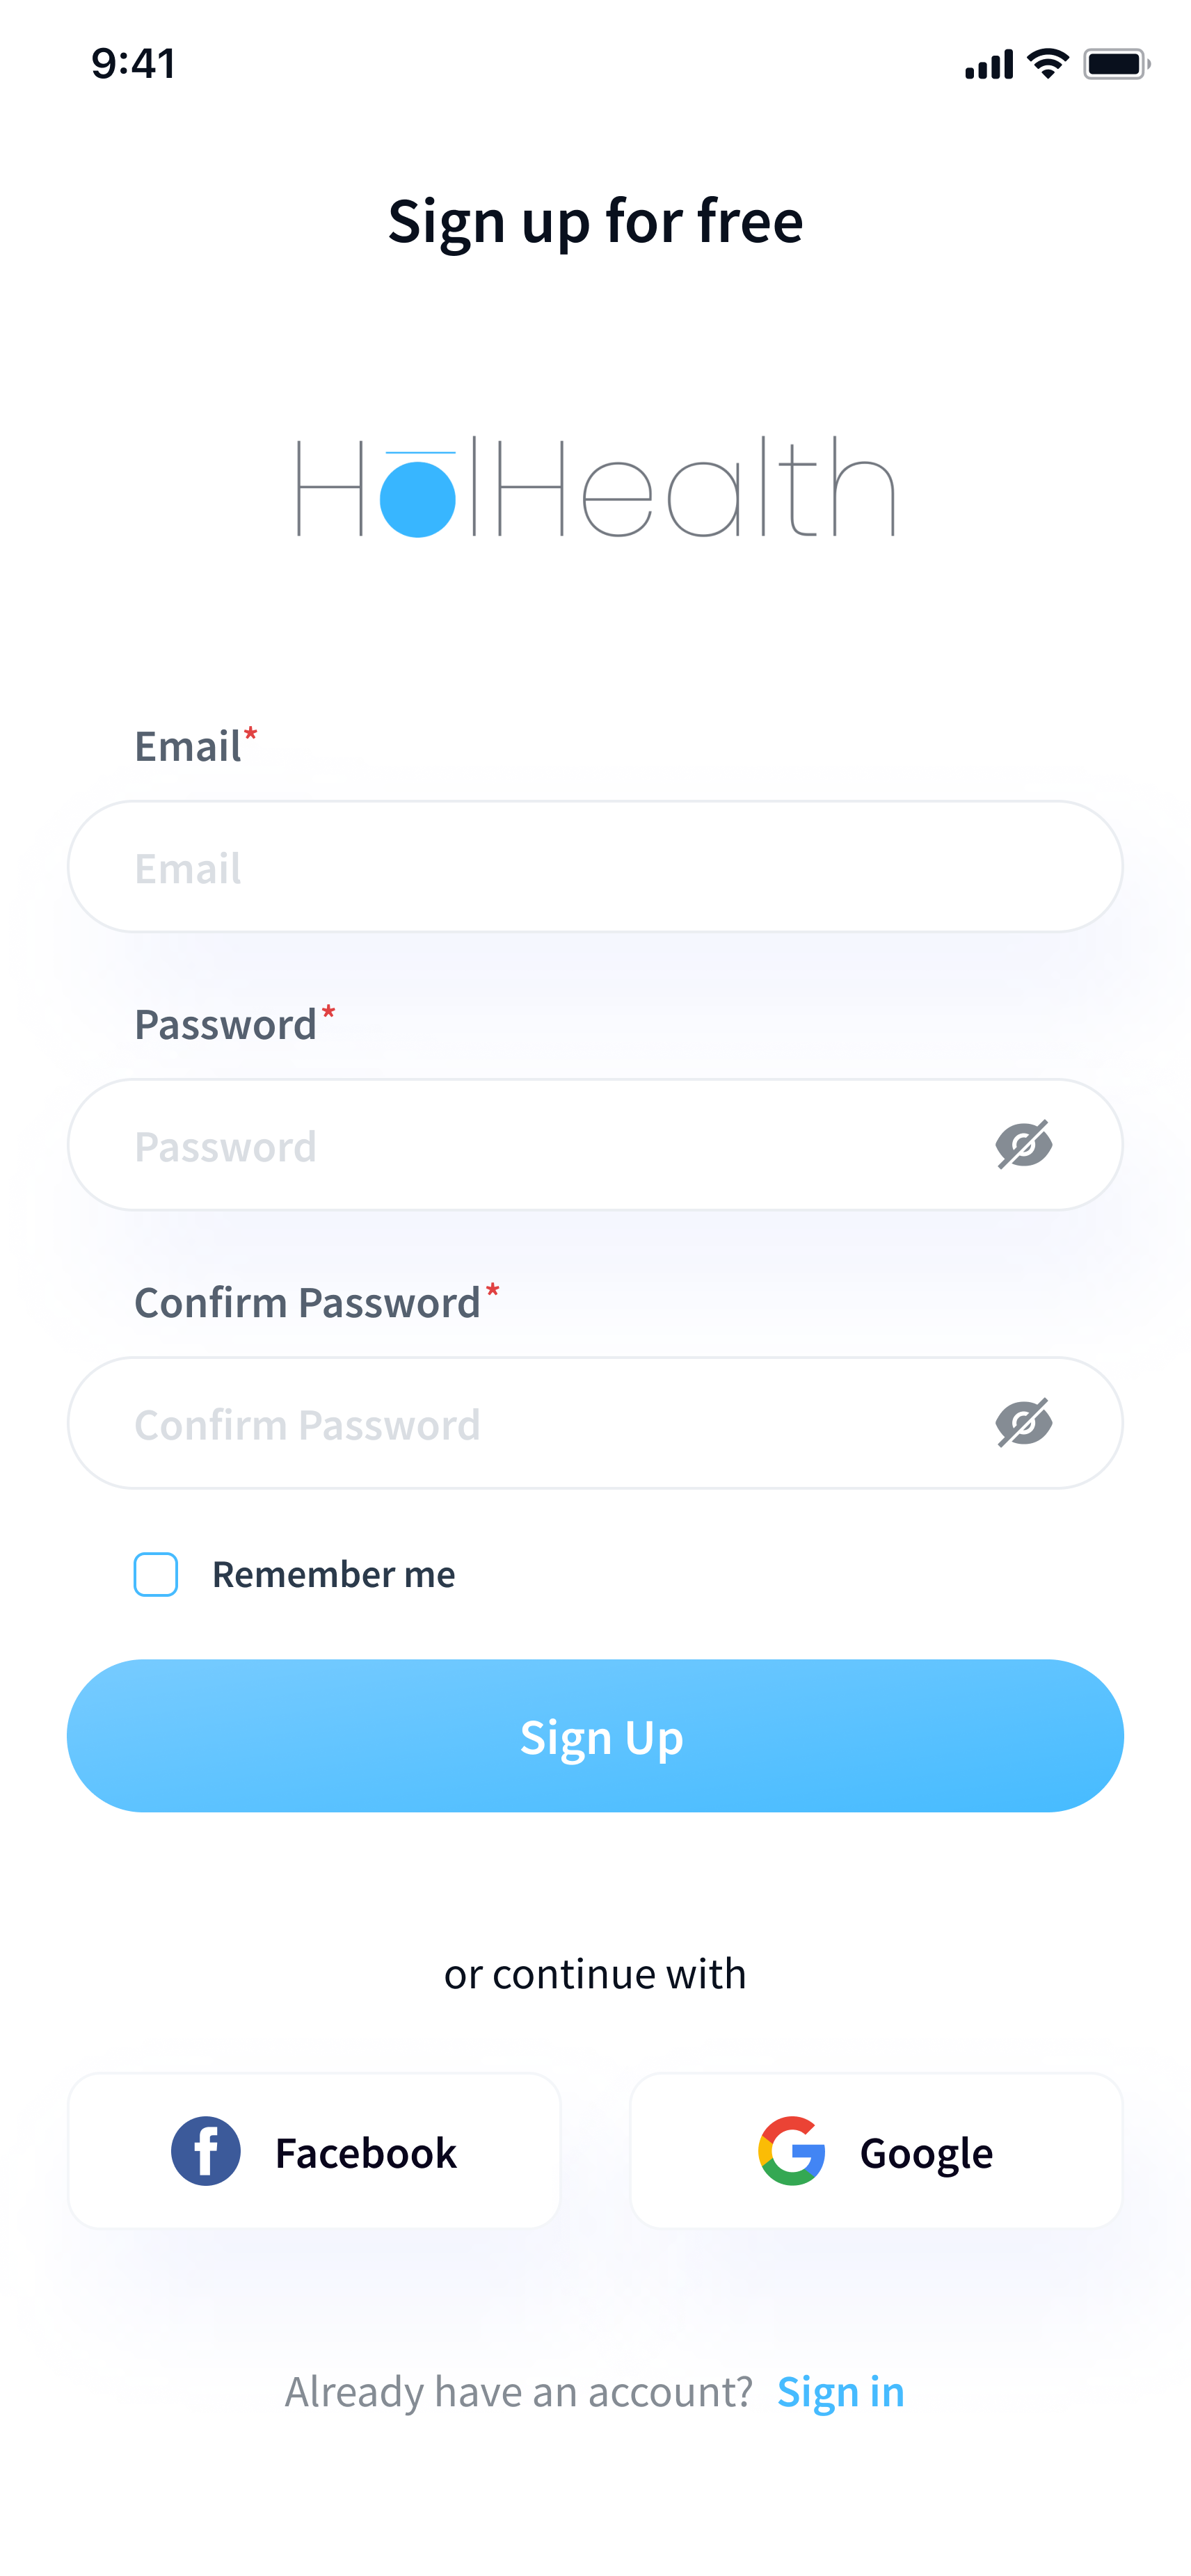 9:41
Sign up for free
HōlHealth
Email*
Email
Password*
Password
Confirm Password*
Confirm Password
Remember me
Sign Up
or continue with
Facebook
Google
Already have an account? Sign in